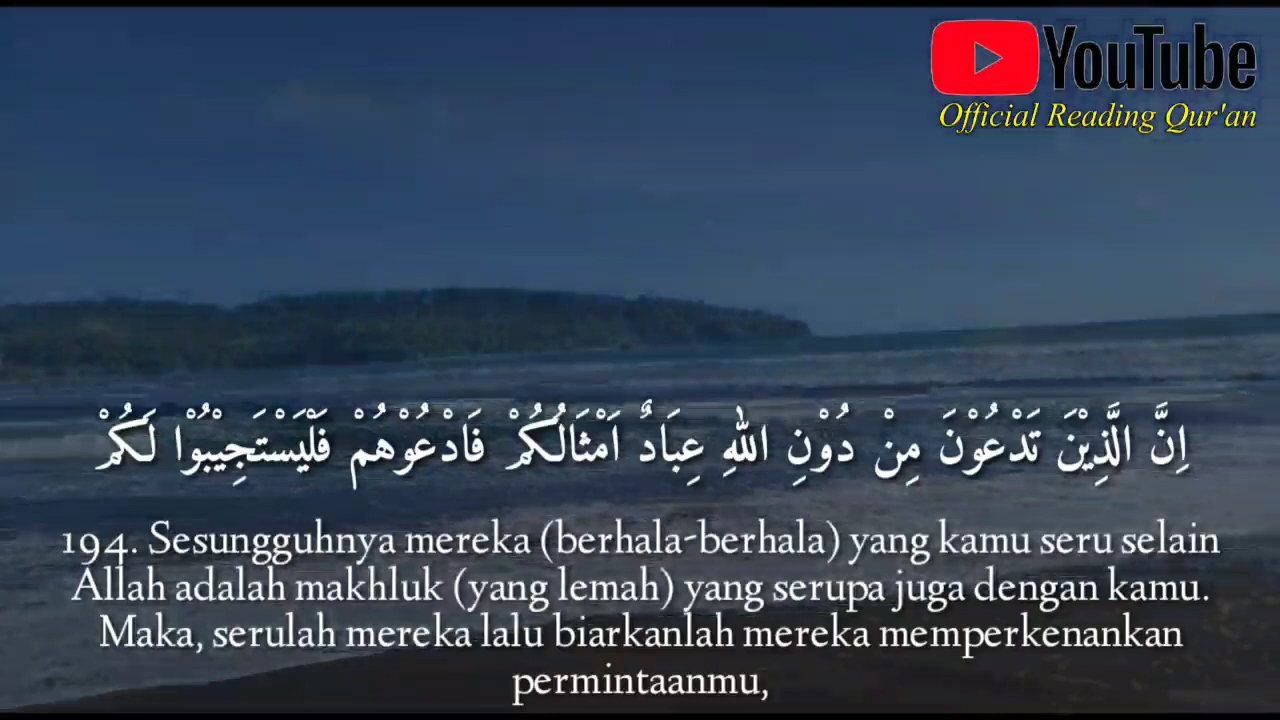 YouTube
Official Reading Qur'an
اِنَّ الَّذِيْنَ تَدْعُوْنَ مِنْ دُوْنِ اللّٰهِ عِبَادٌ اَمْثَالُكُمْ فَادْعُوْهُمْ فَلْيَسْتَجِيْبُوْا لَكُمْ
194. Sesungguhnya mereka (berhala-berhala) yang kamu seru selain
Allah adalah makhluk (yang lemah) yang serupa juga dengan kamu.
Maka, serulah mereka lalu biarkanlah mereka memperkenankan
permintaanmu,